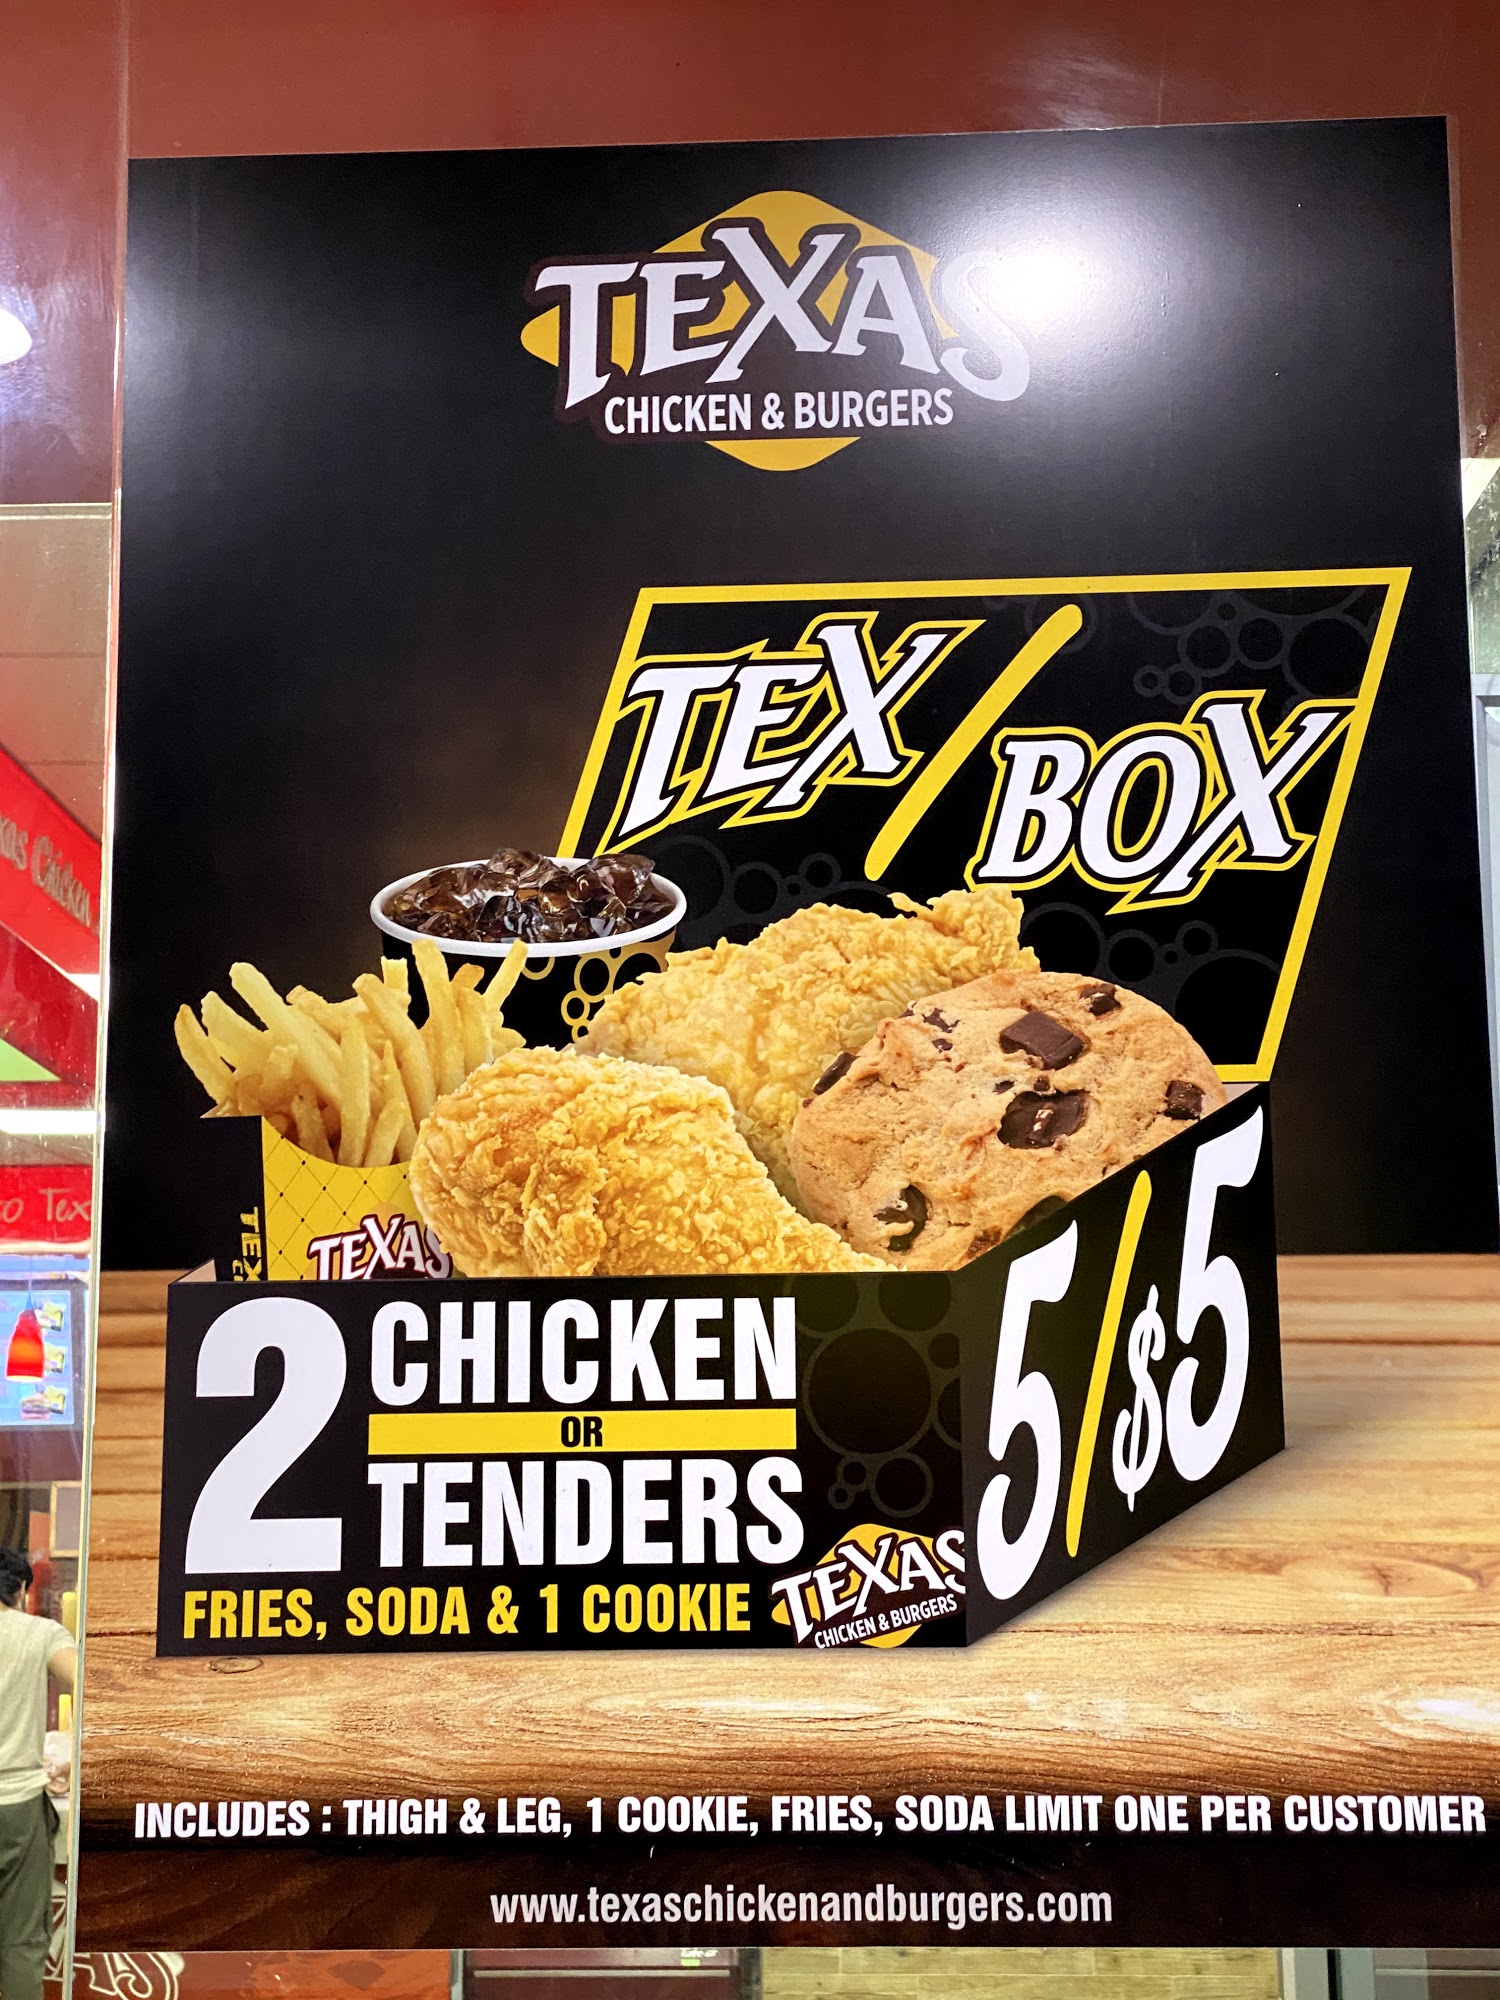 TEXAS
CHICKEN & BURGERS
TEX/BOX
TEXAS
2 CHICKEN
OR
TENDERS
FRIES, SODA & 1 COOKIE
TEXAS
CHICKEN & BURGERS
5/$5
INCLUDES : THIGH & LEG, 1 COOKIE, FRIES, SODA LIMIT ONE PER CUSTOMER
www.texaschickenandburgers.com